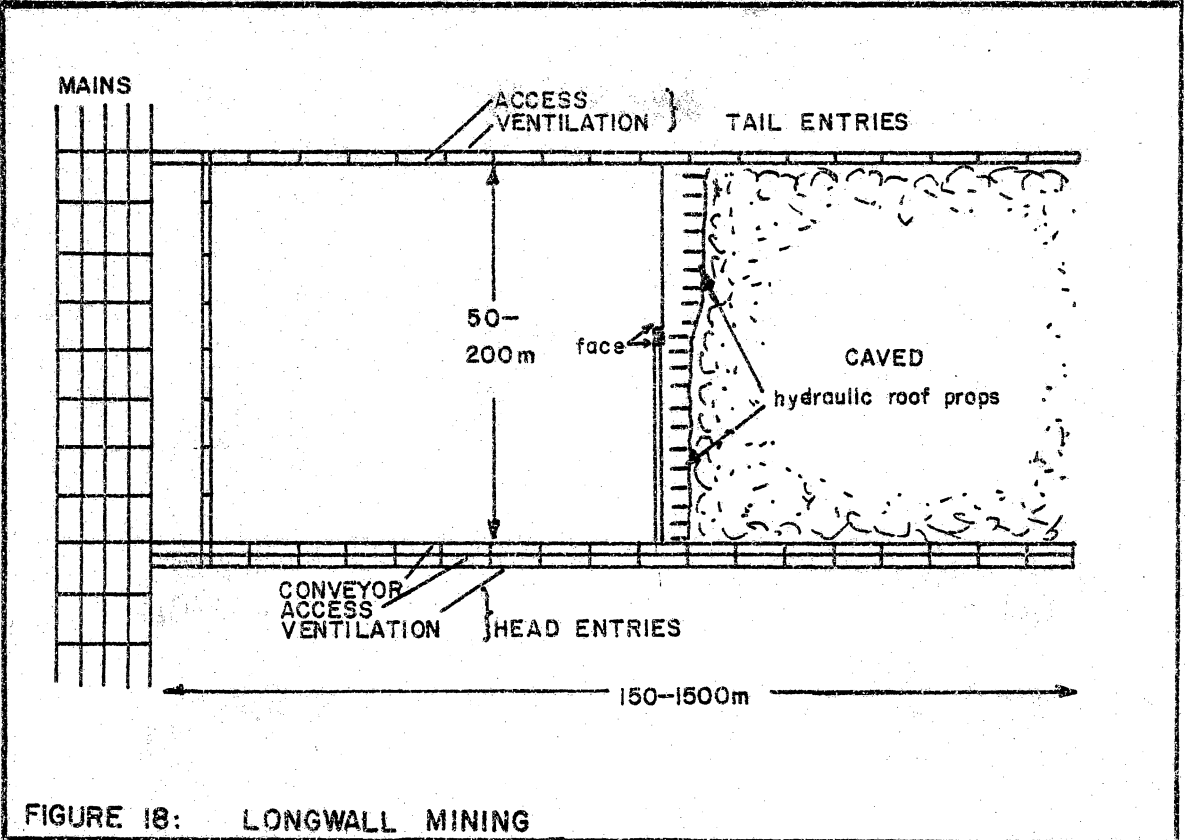 MAINS
ACCESS
VENTILATION } TAIL ENTRIES
50-
200m
face
CAVED
hydraulic roof props
CONVEYOR
ACCESS
VENTILATION } HEAD ENTRIES
150-1500m
FIGURE 18: LONGWALL MINING